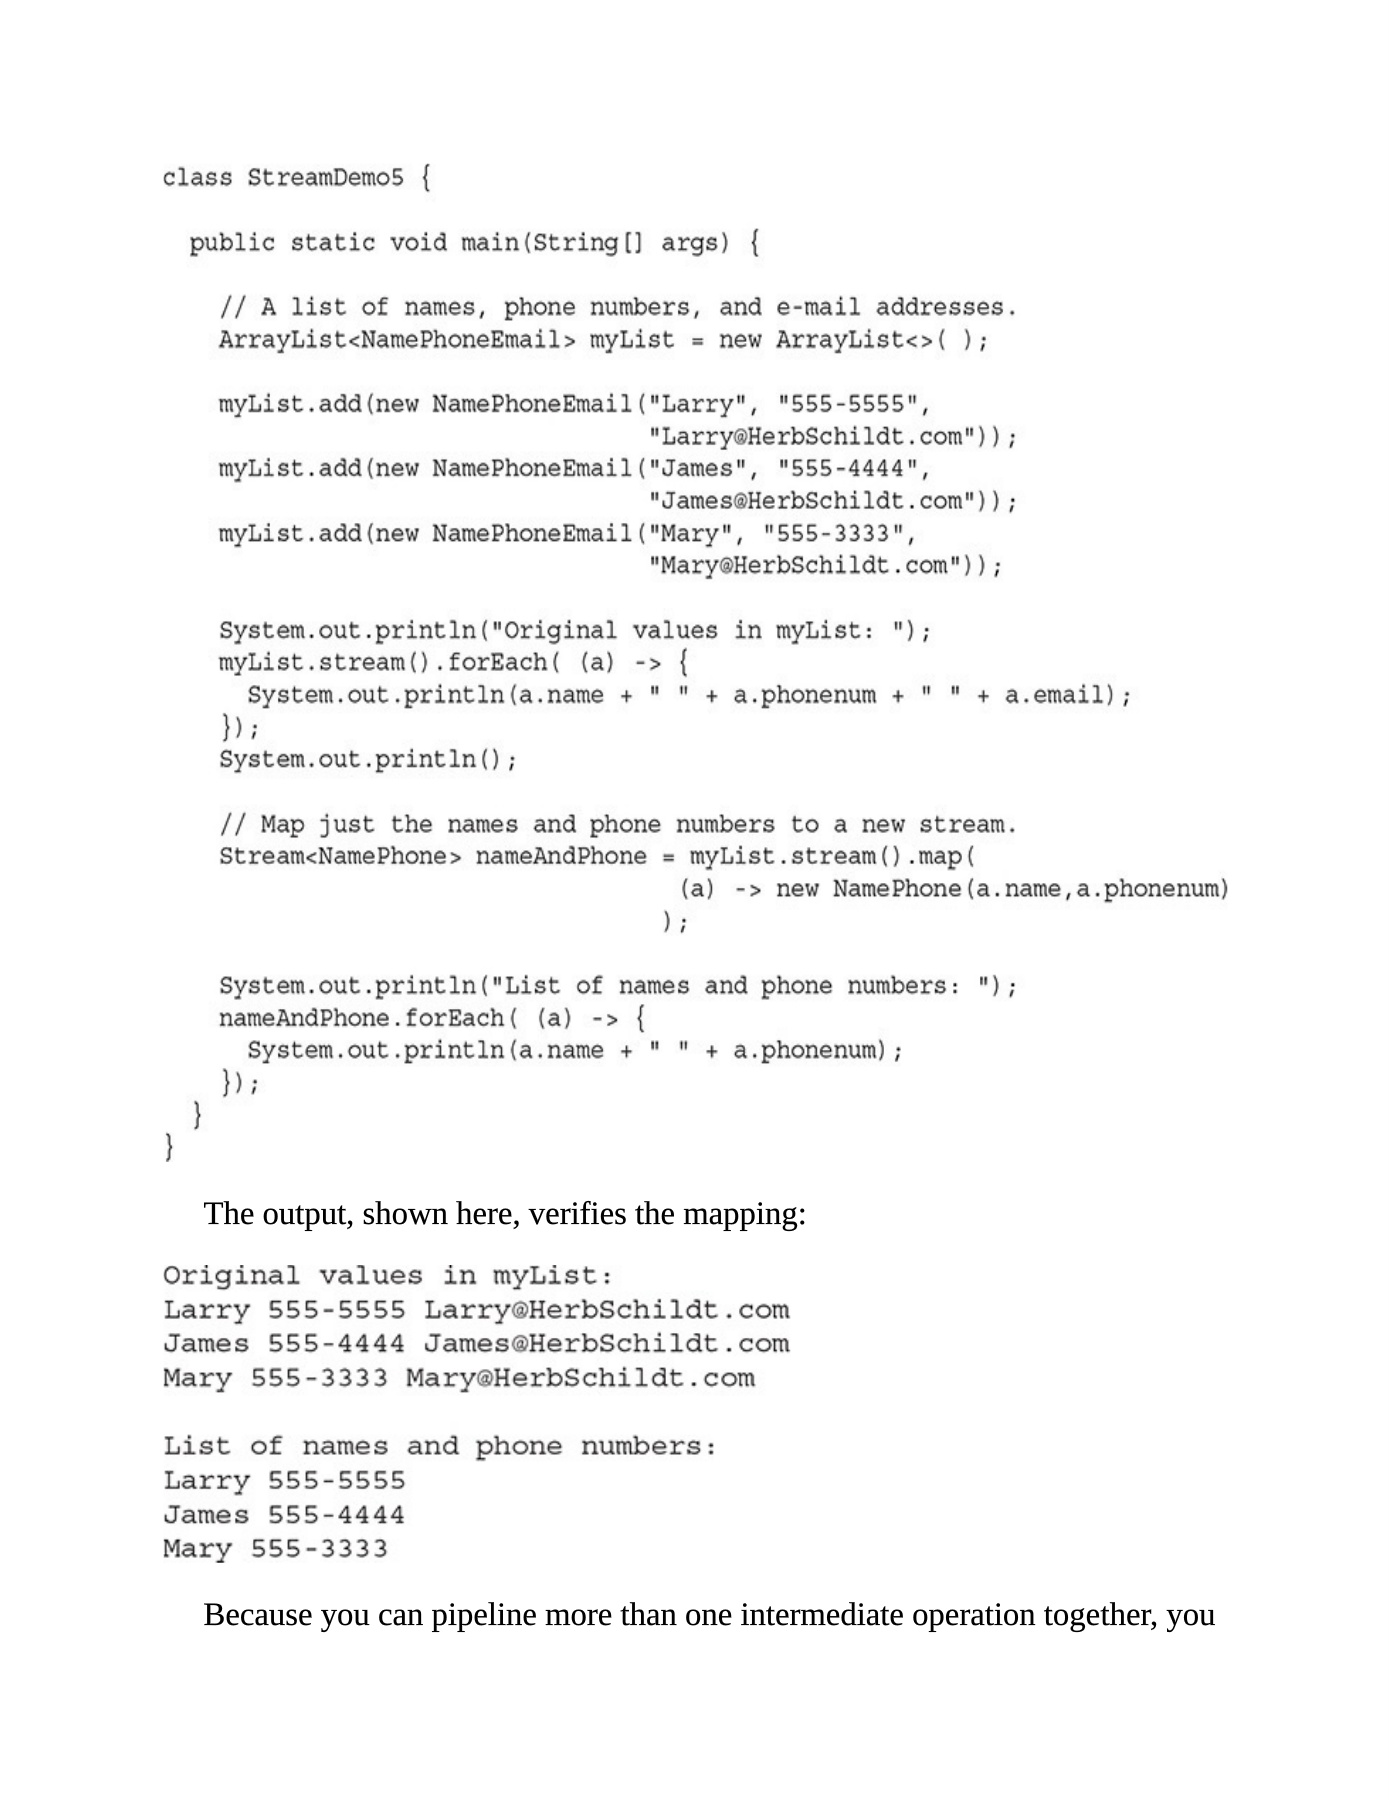 class StreamDemo5 {
public static void main(String[] args) {
// A list of names, phone numbers, and e-mail addresses.
ArrayList<NamePhoneEmail> myList = new ArrayList<>( );
myList.add(new NamePhoneEmail("Larry", "555-5555",
"Larry@HerbSchildt.com"));
myList.add(new NamePhoneEmail("James", "555-4444",
"James@HerbSchildt.com"));
myList.add(new NamePhoneEmail("Mary", "555-3333",
"Mary@HerbSchildt.com"));
System.out.println("Original values in myList: ");
myList.stream().forEach( (a) -> {
System.out.println(a.name + " " + a.phonenum + " " + a.email);
});
System.out.println();
// Map just the names and phone numbers to a new stream.
Stream<NamePhone> nameAndPhone = myList.stream().map(
(a) -> new NamePhone(a.name,a.phonenum)
);
System.out.println("List of names and phone numbers: ");
nameAndPhone.forEach( (a) -> {
System.out.println(a.name + " " + a.phonenum);
});
}
}
The output, shown here, verifies the mapping:
Original values in myList:
Larry 555-5555 Larry@HerbSchildt.com
James 555-4444 James@HerbSchildt.com
Mary 555-3333 Mary@HerbSchildt.com
List of names and phone numbers:
Larry 555-5555
James 555-4444
Mary 555-3333
Because you can pipeline more than one intermediate operation together, you